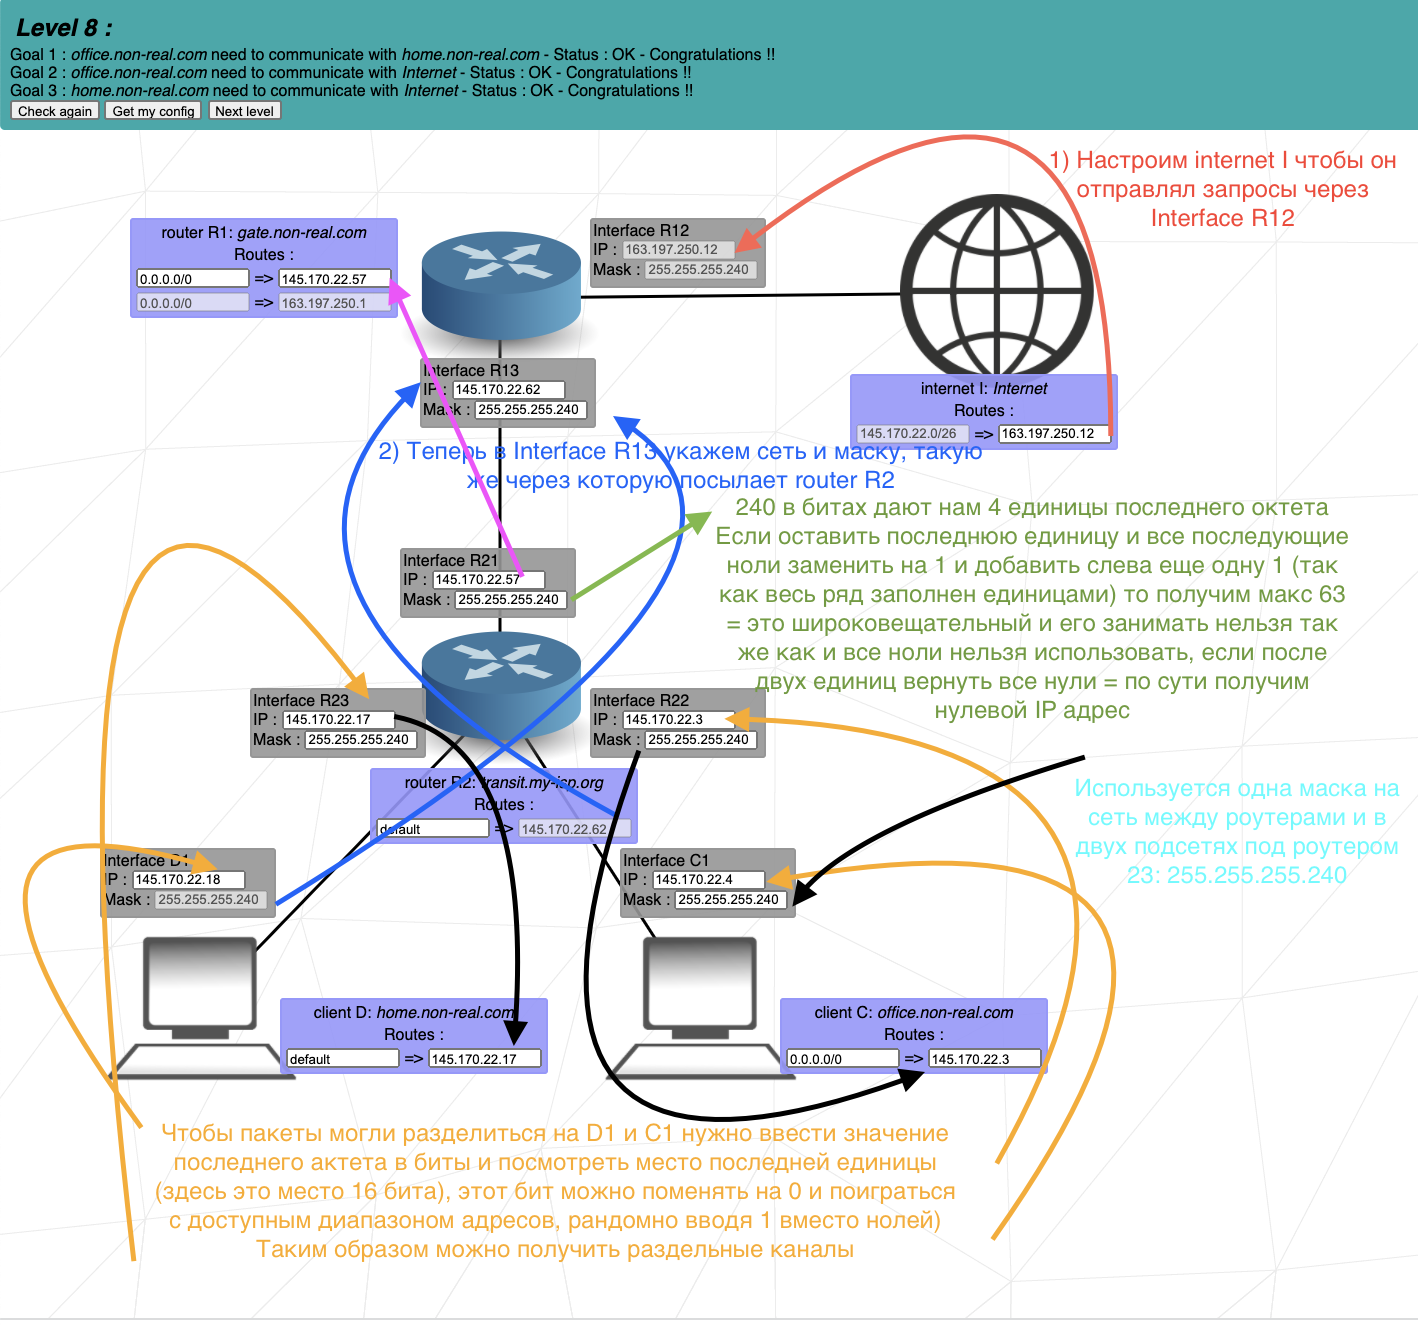 Level 8 :
Goal 1 : office.non-real.com need to communicate with home.non-real.com - Status : OK - Congratulations !!
Goal 2 : office.non-real.com need to communicate with Internet - Status : OK - Congratulations !!
Goal 3 : home.non-real.com need to communicate with Internet - Status : OK - Congratulations !!
Check again Get my config Next level
1) Настроим internet I чтобы он
отправлял запросы через
Interface R12
router R1: gate.non-real.com
Routes :
0.0.0.0/0 => 145.170.22.57
0.0.0.0/0 => 163.197.250.1
Interface R12
IP : 163.197.250.12
Mask : 255.255.255.240
Interface R13
IP : 145.170.22.62
Mask : 255.255.255.240
internet I: Internet
Routes :
145.170.22.0/26 => 163.197.250.12
2) Теперь в Interface R13 укажем сеть и маску, такую
же через которую посылает router R2
240 в битах дают нам 4 единицы последнего октета
Если оставить последнюю единицу и все последующие
ноли заменить на 1 и добавить слева еще одну 1 (так
как весь ряд заполнен единицами) то получим макс 63
= это широковещательный и его занимать нельзя так
же как и все ноли нельзя использовать, если после
двух единиц вернуть все нули = по сути получим
нулевой IP адрес
Interface R21
IP : 145.170.22.57
Mask : 255.255.255.240
Interface R23
IP : 145.170.22.17
Mask : 255.255.255.240
Interface R22
IP : 145.170.22.3
Mask : 255.255.255.240
router R2: transit.my-isp.org
Routes :
default => 145.170.22.62
Используется одна маска на
сеть между роутерами и в
двух подсетях под роутером
23: 255.255.255.240
Interface D1
IP : 145.170.22.18
Mask : 255.255.255.240
Interface C1
IP : 145.170.22.4
Mask : 255.255.255.240
client D: home.non-real.com
Routes :
default => 145.170.22.17
client C: office.non-real.com
Routes :
0.0.0.0/0 => 145.170.22.3
Чтобы пакеты могли разделиться на D1 и C1 нужно ввести значение
последнего актета в биты и посмотреть место последней единицы
(здесь это место 16 бита), этот бит можно поменять на 0 и поиграться
с доступным диапазоном адресов, рандомно вводя 1 вместо нолей)
Таким образом можно получить раздельные каналы